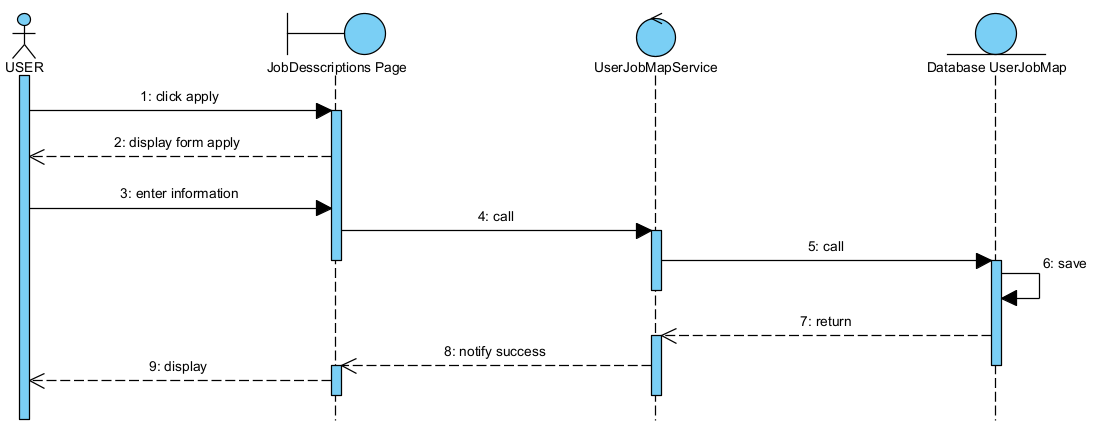 USER
JobDesscriptions Page
UserJobMapService
Database UserJobMap
1: click apply
2: display form apply
3: enter information
4: call
5: call
6: save
7: return
8: notify success
9: display